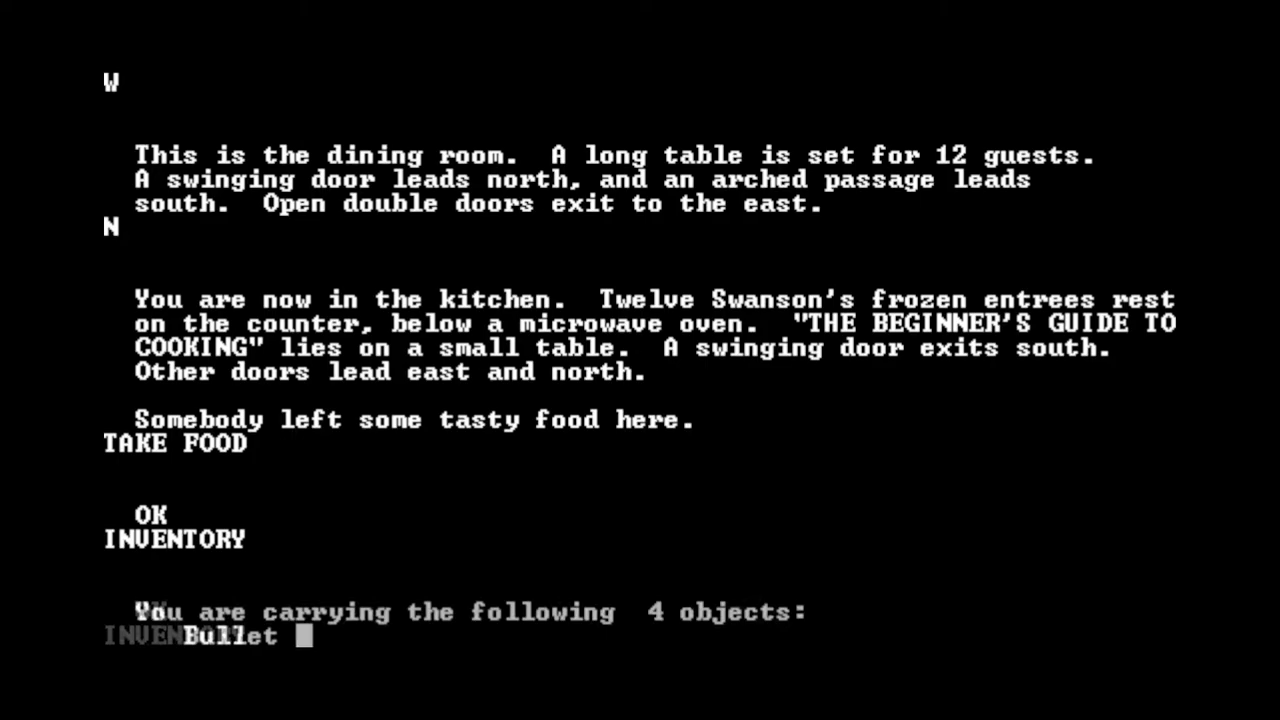 W
This is the dining room.  A long table is set for 12 guests.
A swinging door leads north, and an arched passage leads
south.  Open double doors exit to the east.
N
You are now in the kitchen.  Twelve Swanson's frozen entrees rest
on the counter, below a microwave oven.  "THE BEGINNER'S GUIDE TO
COOKING" lies on a small table.  A swinging door exits south.
Other doors lead east and north.
Somebody left some tasty food here.
TAKE FOOD
OK
INVENTORY
You are carrying the following  4 objects:
Bullet